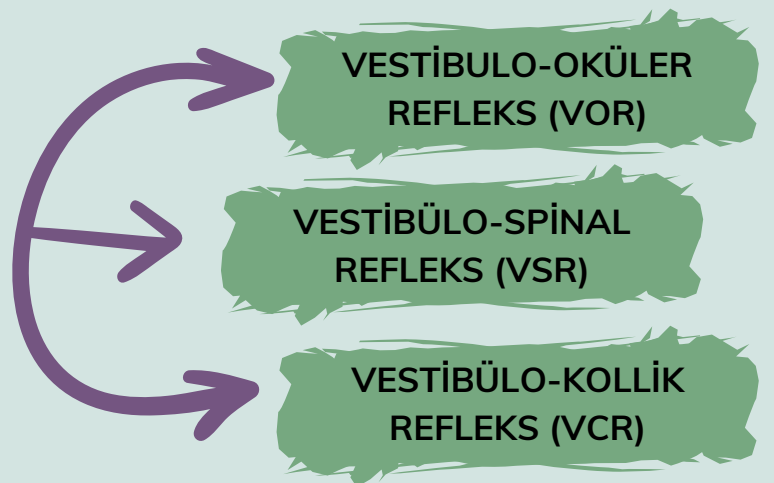 VESTİBULO-OKÜLER
REFLEKS (VOR)
VESTİBÜLO-SPİNAL
REFLEKS (VSR)
VESTİBÜLO-KOLLİK
REFLEKS (VCR)